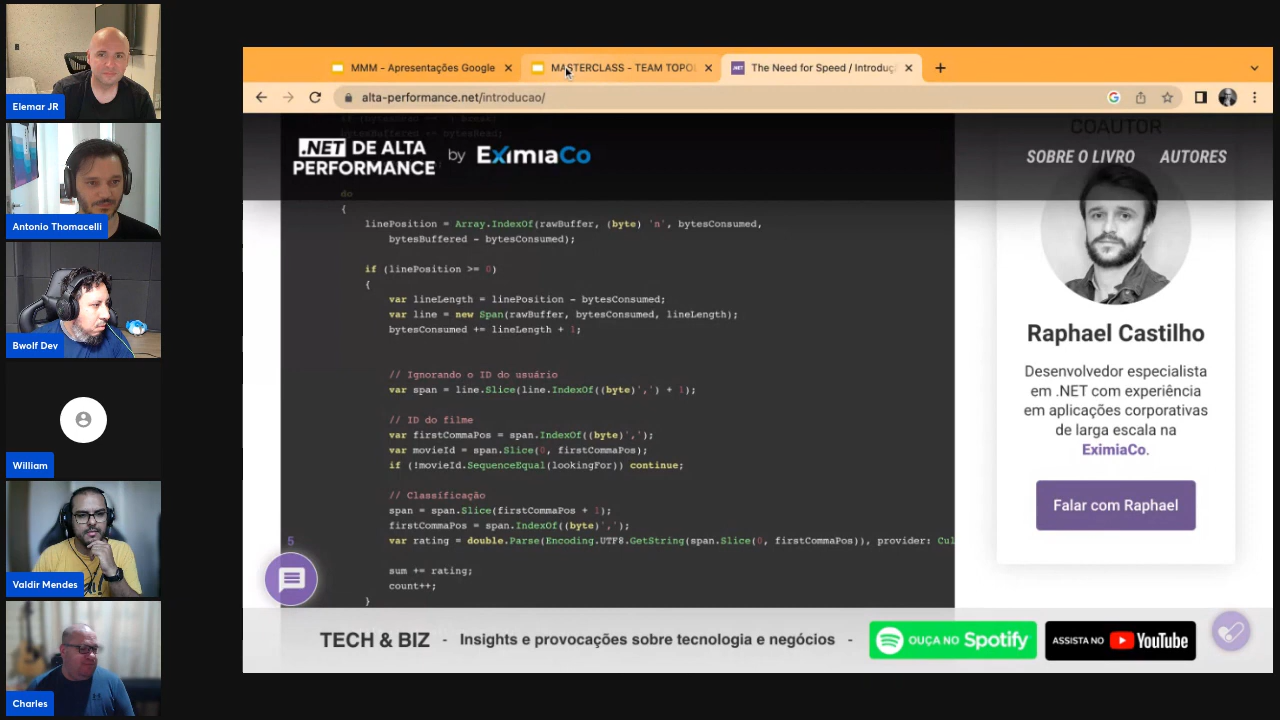 Elemar JR
Antonio Thomacelli
Bwolf Dev
William
Valdir Mendes
Charles
MMM - Apresentações Google
MASTERCLASS - TEAM TOPOL
The Need for Speed / Introduç
alta-performance.net/introducao/
.NET DE ALTA
PERFORMANCE
by EximiaCo
SOBRE O LIVRO
AUTORES
do
{
linePosition = Array.IndexOf(rawBuffer, (byte) 'n', bytesConsumed,
bytesBuffered - bytesConsumed);
if (linePosition >= 0)
{
var lineLength = linePosition - bytesConsumed;
var line = new Span(rawBuffer, bytesConsumed, lineLength);
bytesConsumed += lineLength + 1;
// Ignorando o ID do usuário
var span = line.Slice(line.IndexOf((byte)',') + 1);
// ID do filme
var firstCommaPos = span.IndexOf((byte)',');
var movieId = span.Slice(0, firstCommaPos);
if (!movieId.SequenceEqual(lookingFor)) continue;
// Classificação
span = span.Slice(firstCommaPos + 1);
firstCommaPos = span.IndexOf((byte)',');
5
var rating = double.Parse(Encoding.UTF8.GetString(span.Slice(0, firstCommaPos)), provider: Cul
sum += rating;
count++;
}
COAUTOR
Raphael Castilho
Desenvolvedor especialista
em .NET com experiência
em aplicações corporativas
de larga escala na
EximiaCo.
Falar com Raphael
TECH & BIZ - Insights e provocações sobre tecnologia e negócios -
OUÇA NO Spotify
ASSISTA NO YouTube